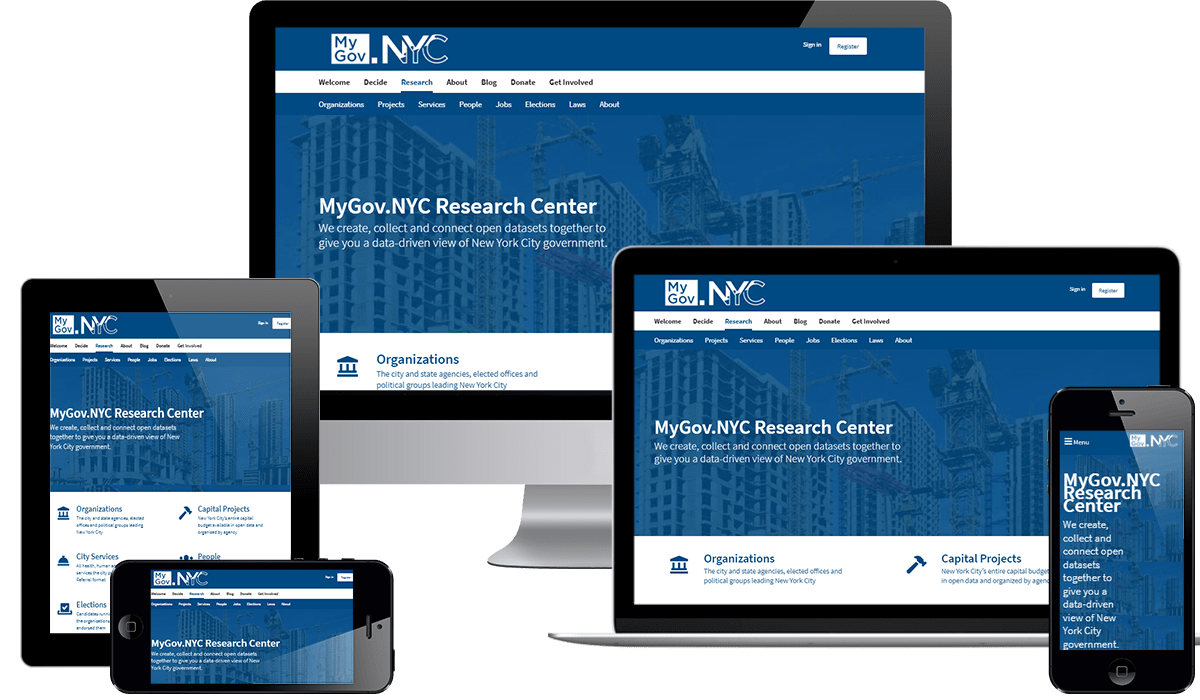 My
Gov.NYC
Sign in
Register
Welcome Decide Research About Blog Donate Get Involved
Organizations Projects Services People Jobs Elections Laws About
MyGov.NYC Research Center
We create, collect and connect open datasets together to
give you a data-driven view of New York City government.
Organizations
The city and state agencies, elected offices and
political groups leading New York City
My
Gov.NYC
Sign in
Register
Welcome Decide Research About Blog Donate Get Involved
Organizations Projects Services People Jobs Elections Laws About
MyGov.NYC Research Center
We create, collect and connect open datasets together to
give you a data-driven view of New York City government.
Organizations
The city and state agencies, elected offices and
political groups leading New York City
Capital Projects
New York City's entire capital budget
in open data and organized by agen
My
Gov.NYC
Sign in
Register
Welcome Decide Research About Blog Donate Get Involved
Organizations Projects Services People Jobs Elections Laws About
MyGov.NYC Research Center
We create, collect and connect open datasets
together to give you a data-driven view of New
York City government.
Organizations
The city and state agencies, elected
offices and political groups leading
New York City
Capital Projects
New York City's entire capital
budget available in open data and
organized by agency
City Services
All health, human
services the city
Referral format
People
Elections
Candidates runn
the organizations
endorsed them
My
Gov.NYC
Sign in
Register
Welcome Decide Research About Blog Donate Get Involved
Organizations Projects Services People Jobs Elections Laws About
MyGov.NYC Research Center
We create, collect and connect open datasets
together to give you a data-driven view of New
York City government.
Menu
My
Gov.NYC
MyGov.NYC
Research
Center
We create,
collect and
connect open
datasets
together to
give you a
data-driven
view of New
York City
government.